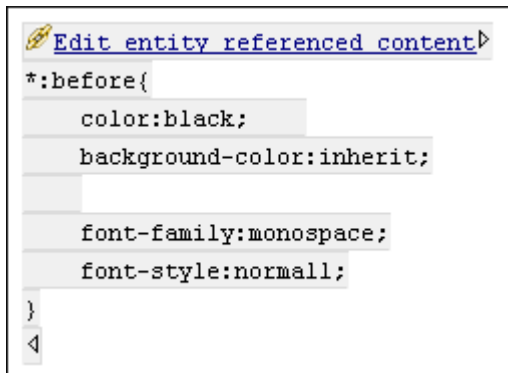 Edit entity referenced content
*:before{
color:black;
background-color:inherit;
font-family:monospace;
font-style:normall;
}